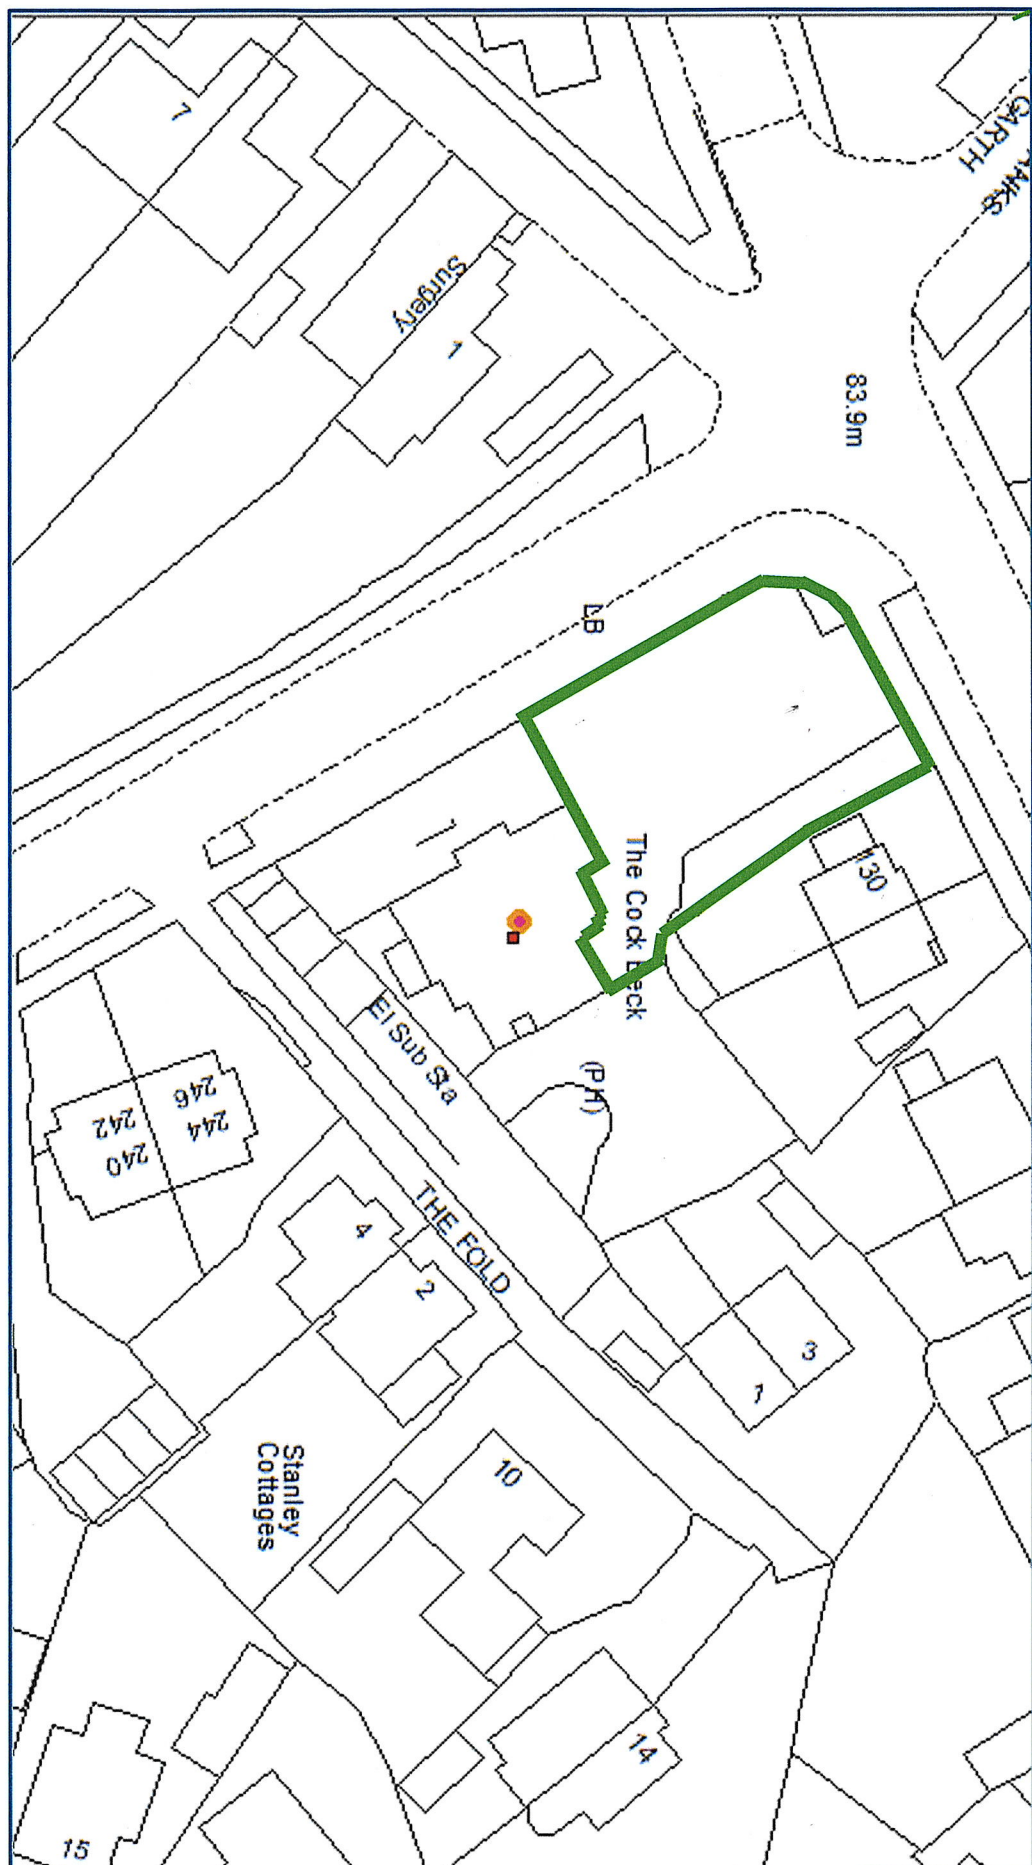 GARTH
ANKS
7
Surgery
1
83.9m
LB
The Cock Beck
(PH)
130
El Sub Sta
246
244
242
240
THE FOLD
4
2
3
1
Stanley
Cottages
10
14
15